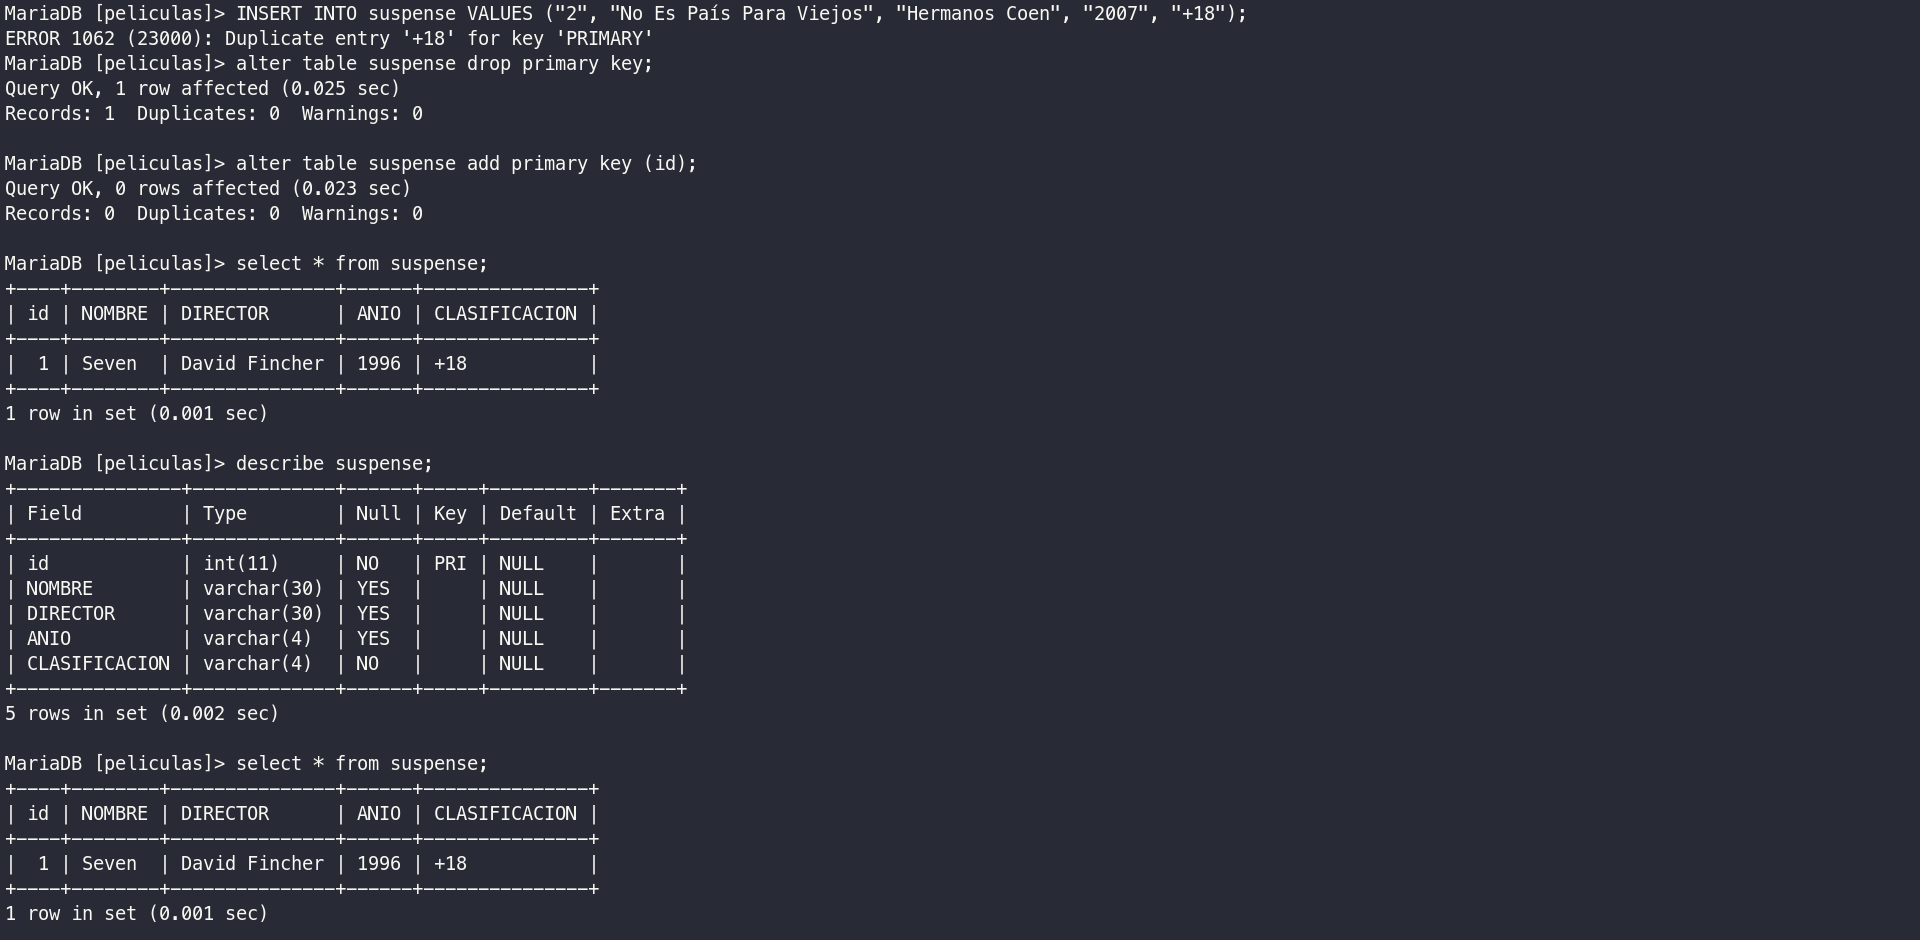 MariaDB [peliculas]> INSERT INTO suspense VALUES ("2", "No Es País Para Viejos", "Hermanos Coen", "2007", "+18");
ERROR 1062 (23000): Duplicate entry '+18' for key 'PRIMARY'
MariaDB [peliculas]> alter table suspense drop primary key;
Query OK, 1 row affected (0.025 sec)
Records: 1  Duplicates: 0  Warnings: 0

MariaDB [peliculas]> alter table suspense add primary key (id);
Query OK, 0 rows affected (0.023 sec)
Records: 0  Duplicates: 0  Warnings: 0

MariaDB [peliculas]> select * from suspense;
+----+--------+---------------+------+---------------+
| id | NOMBRE | DIRECTOR      | ANIO | CLASIFICACION |
+----+--------+---------------+------+---------------+
|  1 | Seven  | David Fincher | 1996 | +18           |
+----+--------+---------------+------+---------------+
1 row in set (0.001 sec)

MariaDB [peliculas]> describe suspense;
+---------------+-------------+------+-----+---------+-------+
| Field         | Type        | Null | Key | Default | Extra |
+---------------+-------------+------+-----+---------+-------+
| id            | int(11)     | NO   | PRI | NULL    |       |
| NOMBRE        | varchar(30) | YES  |     | NULL    |       |
| DIRECTOR      | varchar(30) | YES  |     | NULL    |       |
| ANIO          | varchar(4)  | YES  |     | NULL    |       |
| CLASIFICACION | varchar(4)  | NO   |     | NULL    |       |
+---------------+-------------+------+-----+---------+-------+
5 rows in set (0.002 sec)

MariaDB [peliculas]> select * from suspense;
+----+--------+---------------+------+---------------+
| id | NOMBRE | DIRECTOR      | ANIO | CLASIFICACION |
+----+--------+---------------+------+---------------+
|  1 | Seven  | David Fincher | 1996 | +18           |
+----+--------+---------------+------+---------------+
1 row in set (0.001 sec)